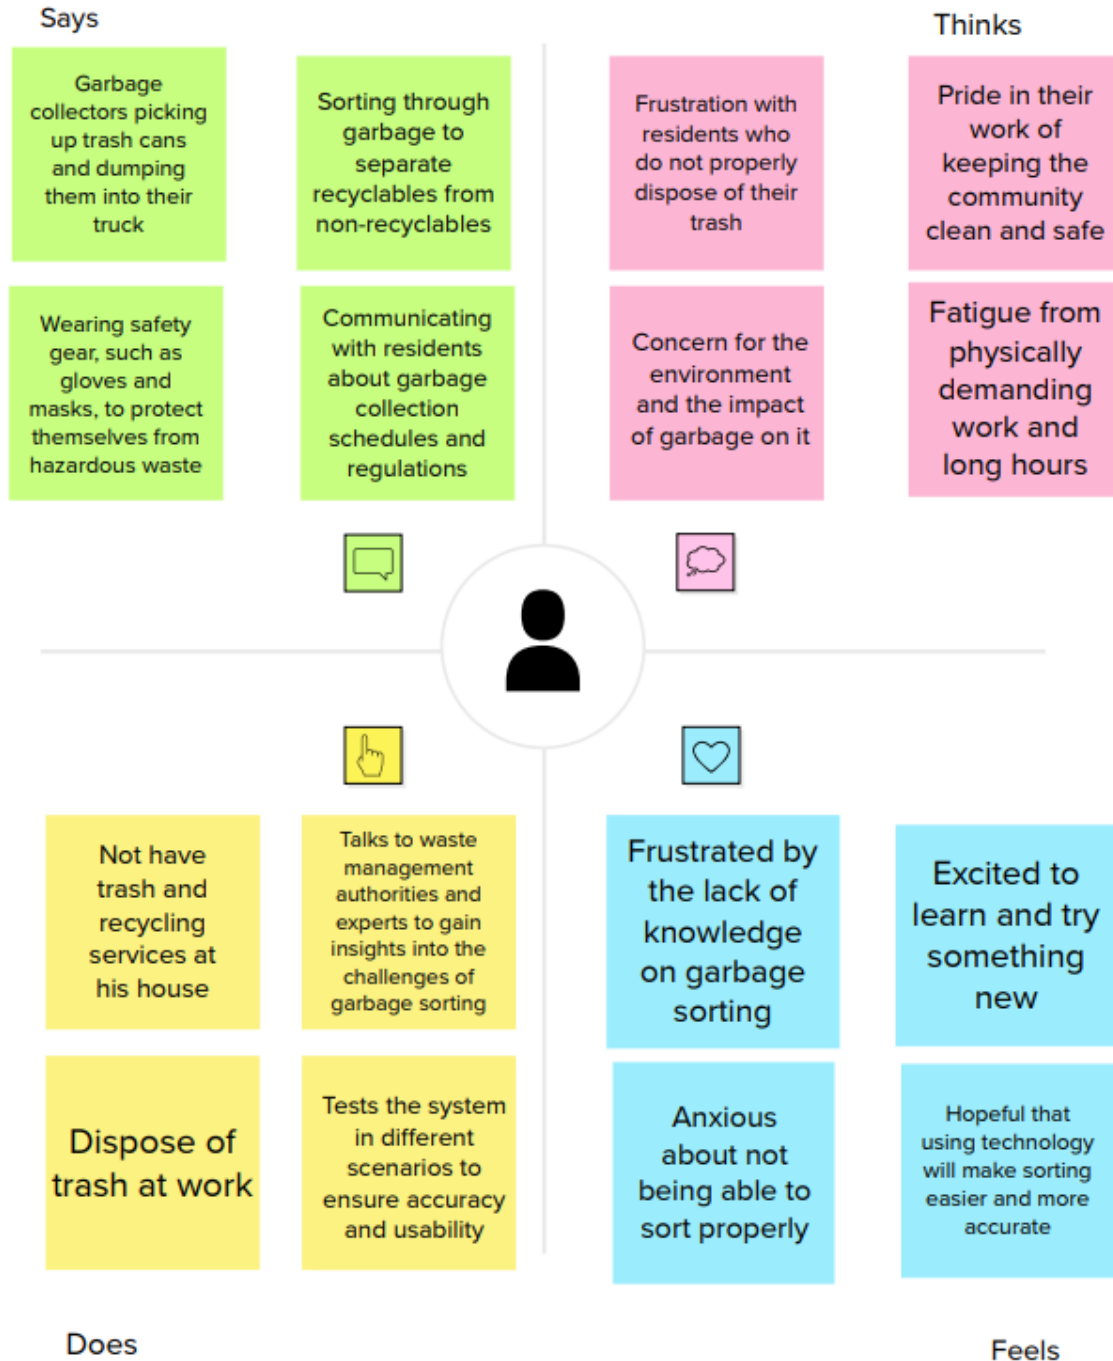 Says
Thinks
Garbage
collectors picking
up trash cans
and dumping
them into their
truck
Sorting through
garbage to
separate
recyclables from
non-recyclables
Frustration with
residents who
do not properly
dispose of their
trash
Pride in their
work of
keeping the
community
clean and safe
Wearing safety
gear, such as
gloves and
masks, to protect
themselves from
hazardous waste
Communicating
with residents
about garbage
collection
schedules and
regulations
Concern for the
environment
and the impact
of garbage on it
Fatigue from
physically
demanding
work and
long hours
Not have
trash and
recycling
services at
his house
Talks to waste
management
authorities and
experts to gain
insights into the
challenges of
garbage sorting
Frustrated by
the lack of
knowledge
on garbage
sorting
Excited to
learn and try
something
new
Dispose of
trash at work
Tests the system
in different
scenarios to
ensure accuracy
and usability
Anxious
about not
being able to
sort properly
Hopeful that
using technology
will make sorting
easier and more
accurate
Does
Feels